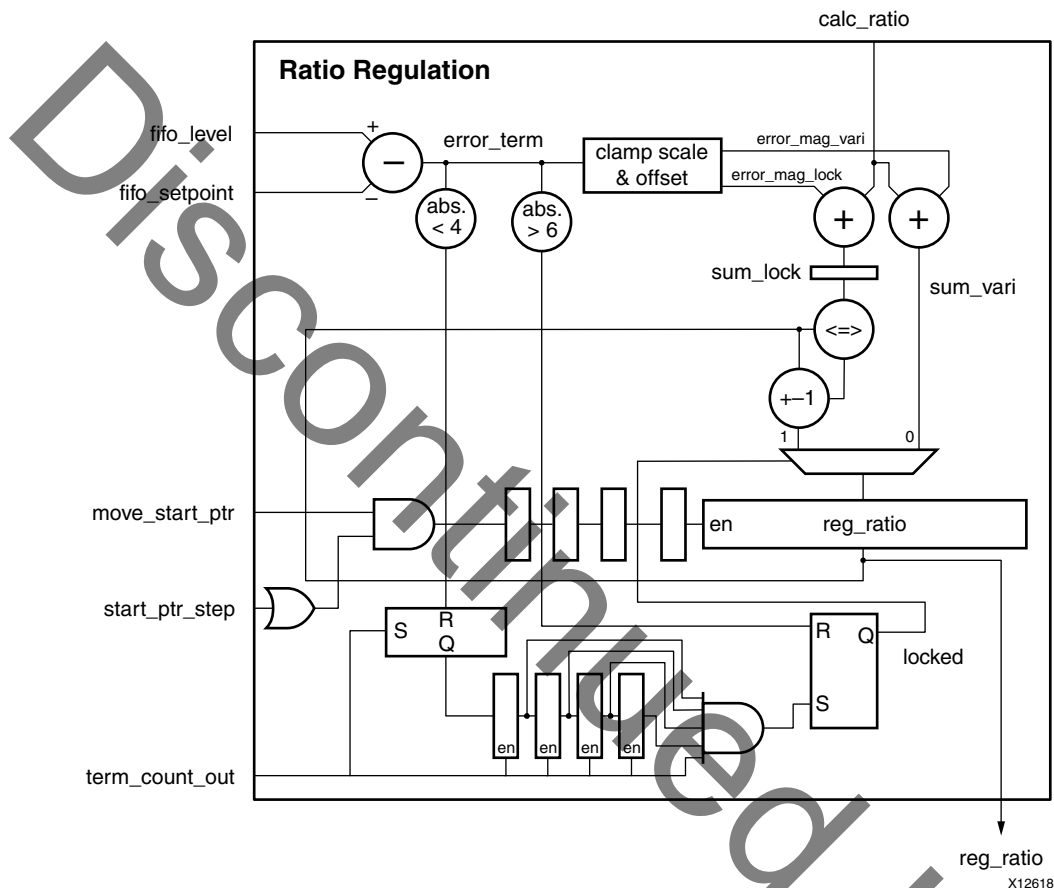 calc_ratio
Ratio Regulation
fifo_level
+
−
error_term
clamp scale
& offset
error_mag_vari
error_mag_lock
fifo_setpoint
−
abs.
< 4
abs.
> 6
+
+
sum_lock
sum_vari
<=>
+−1
1
0
move_start_ptr
en
reg_ratio
start_ptr_step
S
R
Q
R
Q
locked
S
en
en
en
en
term_count_out
reg_ratio
X12618
Discontinued